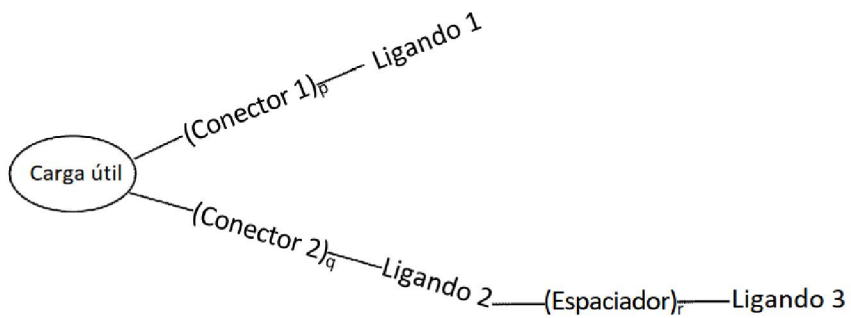 (Conector 1)p Ligando 1
Carga útil
(Conector 2)q Ligando 2 (Espaciador)r Ligando 3